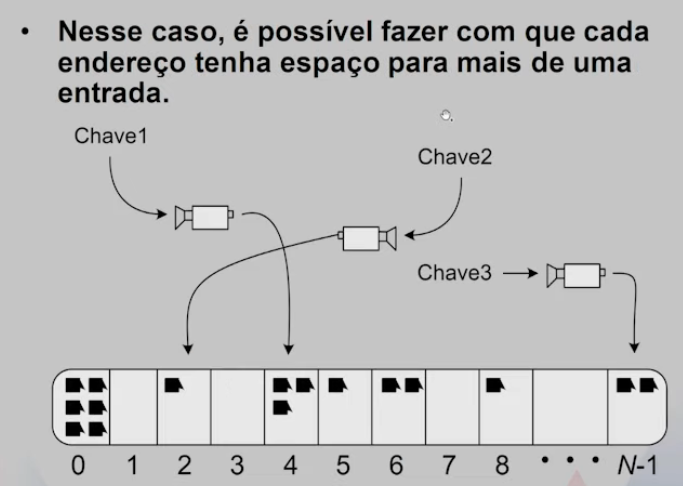 • Nesse caso, é possível fazer com que cada
endereço tenha espaço para mais de uma
entrada.
Chave1
Chave2
Chave3
0 1 2 3 4 5 6 7 8 • • • N-1